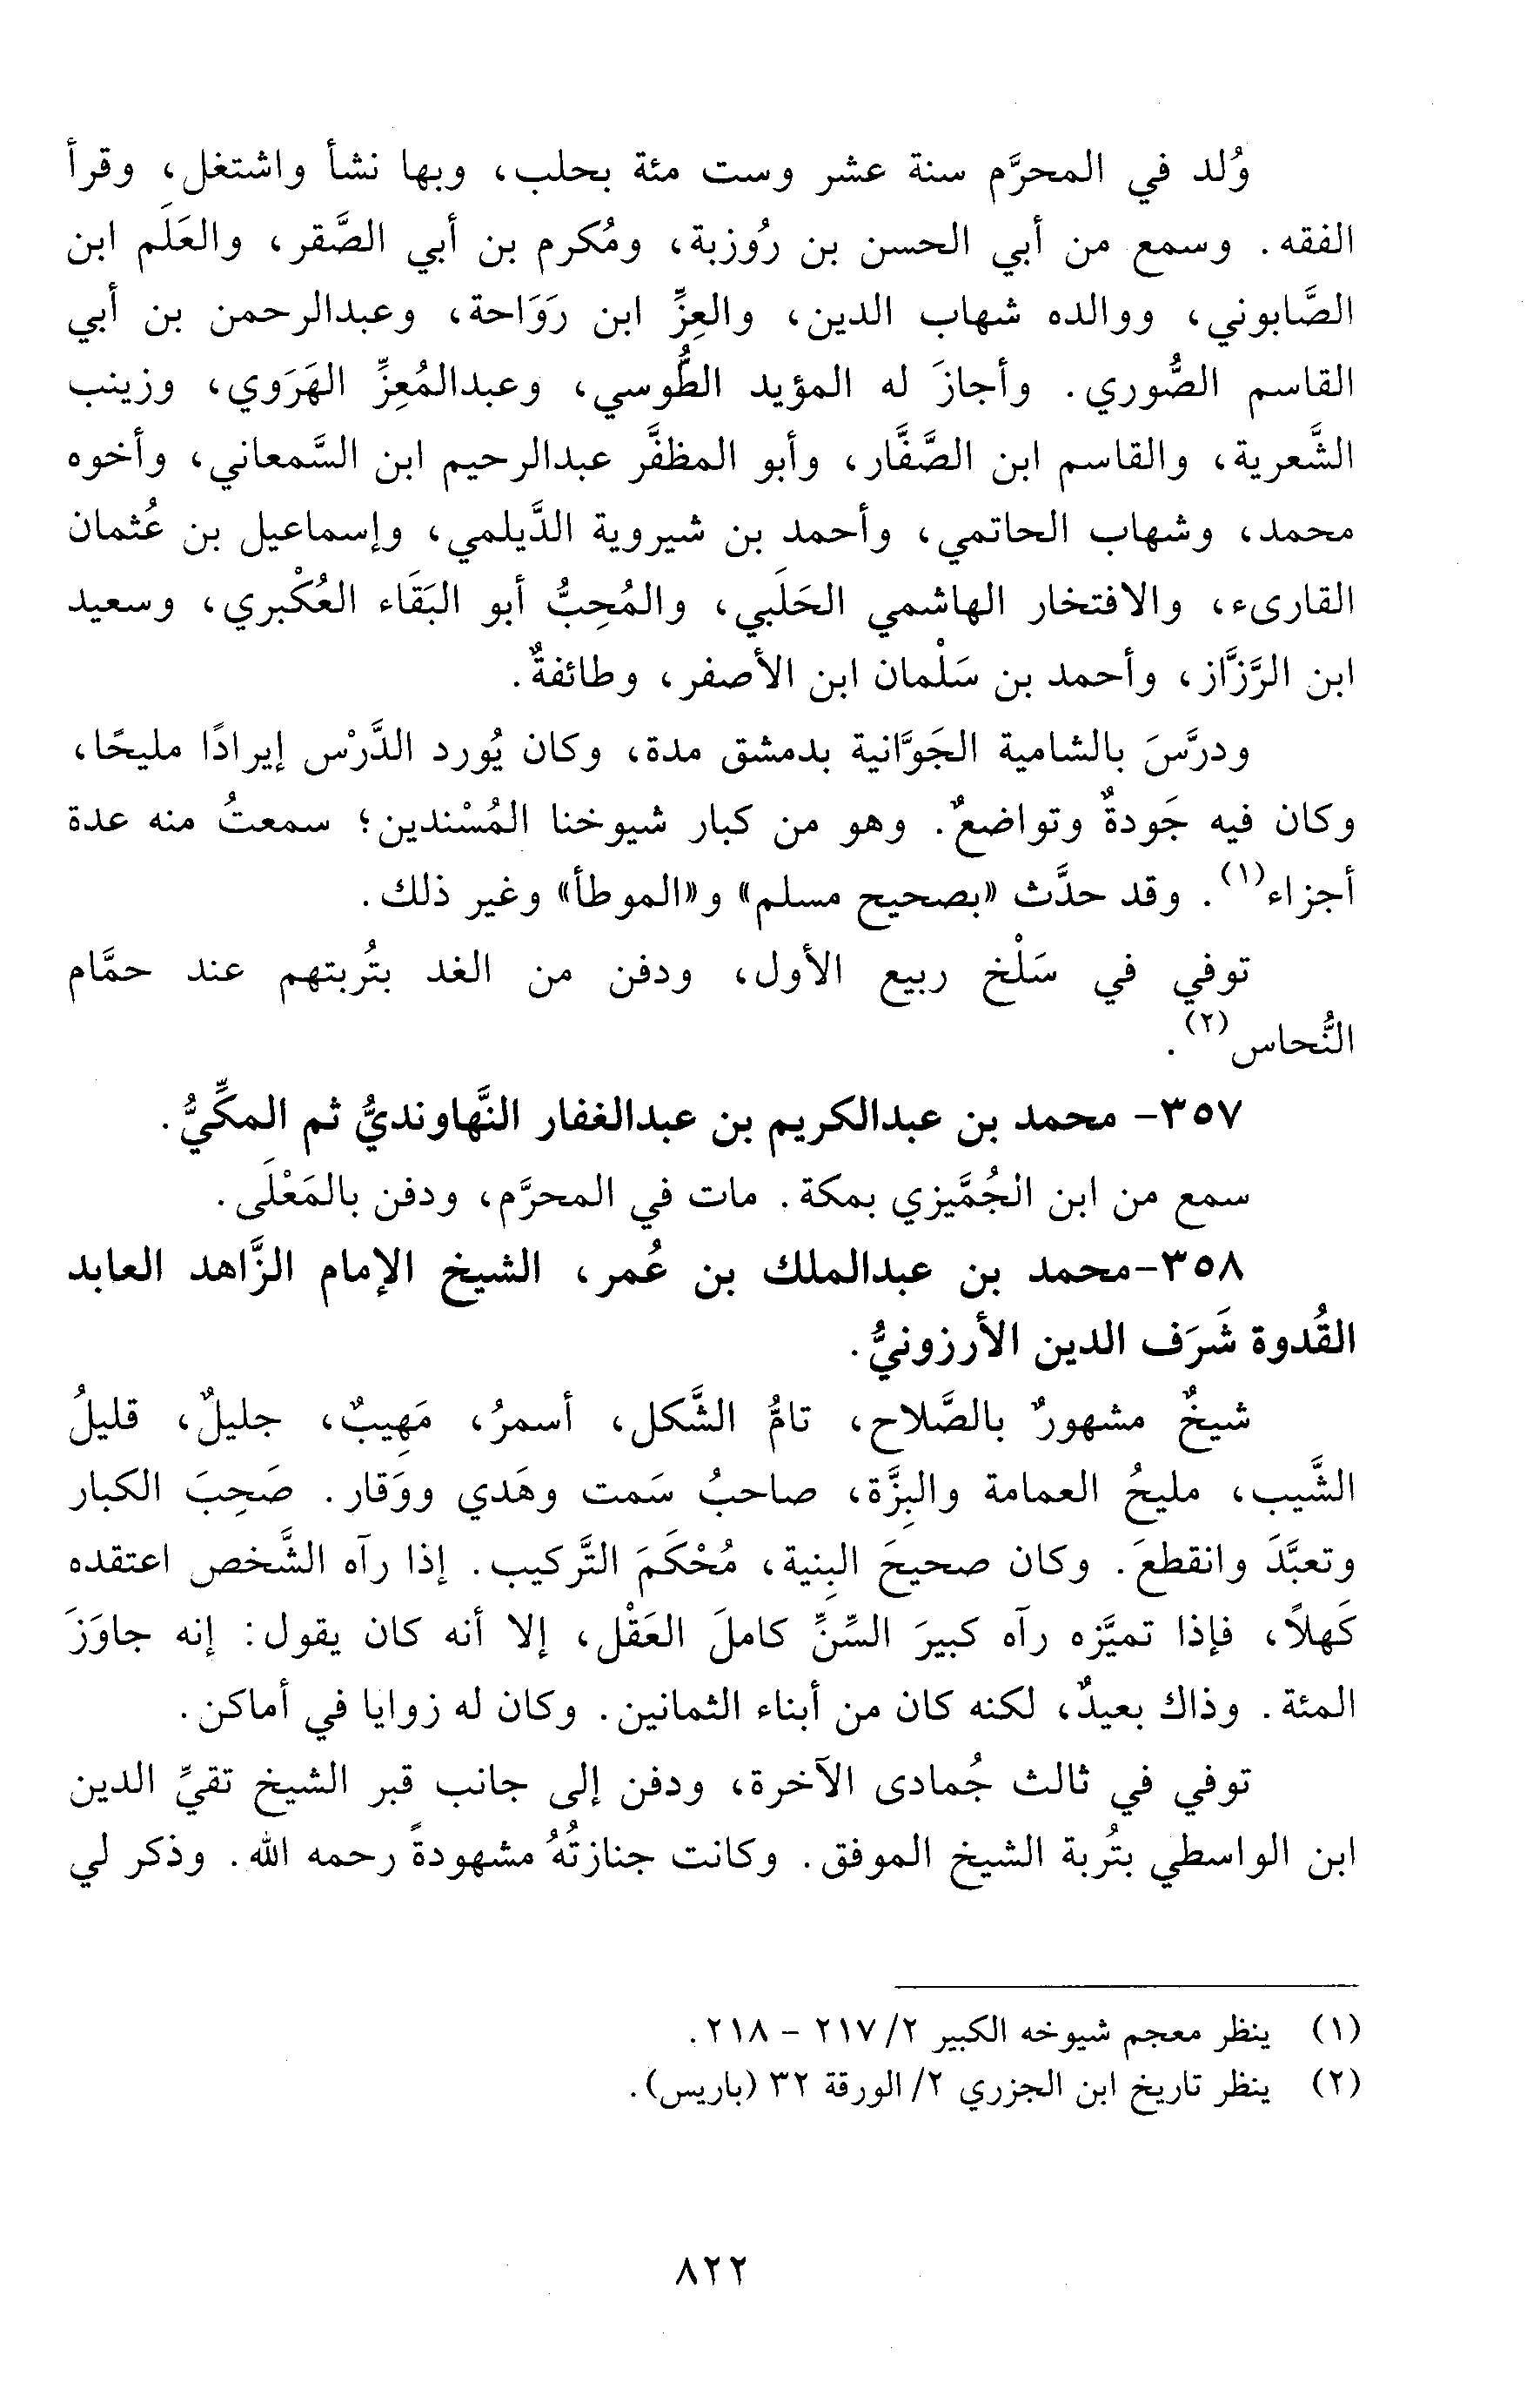 وُلد في المحرَّم سنة عشر وست مئة بحلب، وبها نشأ واشتغل، وقرأ
الفقه. وسمع من أبي الحسن بن رُوزبة، ومُكرم بن أبي الصَّقر، والعَلَم ابن
الصَّابوني، ووالده شهاب الدين، والعِزِّ ابن رَوَاحة، وعبدالرحمن بن أبي
القاسم الصُّوري. وأجازَ له المؤيد الطُّوسي، وعبدالمُعِزِّ الهَرَوي، وزينب
الشَّعرية، والقاسم ابن الصَّفَّار، وأبو المظفَّر عبدالرحيم ابن السَّمعاني، وأخوه
محمد، وشهاب الحاتمي، وأحمد بن شيروية الدَّيلمي، وإسماعيل بن عُثمان
القارىء، والافتخار الهاشمي الحَلَبي، والمُحِبُّ أبو البَقَاء العُكْبري، وسعيد
ابن الرَّزَّاز، وأحمد بن سَلْمان ابن الأصفر، وطائفةٌ.
ودرَّسَ بالشامية الجَوَّانية بدمشق مدة، وكان يُورد الدَّرْس إيرادًا مليحًا،
وكان فيه جَودةٌ وتواضعٌ. وهو من كبار شيوخنا المُسْندين؛ سمعتُ منه عدة
أجزاء(١). وقد حدَّث «بصحيح مسلم» و«الموطأ» وغير ذلك.
توفي في سَلْخ ربيع الأول، ودفن من الغد بتُربتهم عند حمَّام
النُّحاس(٢).
٣٥٧- محمد بن عبدالكريم بن عبدالغفار النَّهاونديُّ ثم المكِّيُّ.
سمع من ابن الجُمَّيزي بمكة. مات في المحرَّم، ودفن بالمَعْلَى.
٣٥٨-محمد بن عبدالملك بن عُمر، الشيخ الإمام الزَّاهد العابد
القُدوة شَرَف الدين الأرزونيُّ.
شيخٌ مشهورٌ بالصَّلاح، تامُّ الشَّكل، أسمرُ، مَهِيبٌ، جليلٌ، قليلُ
الشَّيب، مليحُ العمامة والبِزَّة، صاحبُ سَمت وهَدي ووَقار. صَحِبَ الكبار
وتعبَّدَ وانقطعَ. وكان صحيحَ البِنية، مُحْكَمَ التَّركيب. إذا رآه الشَّخص اعتقده
كَهلاً، فإذا تميَّزه رآه كبيرَ السِّنِّ كاملَ العَقْل، إلا أنه كان يقول: إنه جاوَزَ
المئة. وذاك بعيدٌ، لكنه كان من أبناء الثمانين. وكان له زوايا في أماكن.
توفي في ثالث جُمادى الآخرة، ودفن إلى جانب قبر الشيخ تقيِّ الدين
ابن الواسطي بتُربة الشيخ الموفق. وكانت جنازتُهُ مشهودةً رحمه الله. وذكر لي
(١) ينظر معجم شيوخه الكبير ٢/ ٢١٧ - ٢١٨.
(٢) ينظر تاريخ ابن الجزري ٢/ الورقة ٣٢ (باريس).
٨٢٢